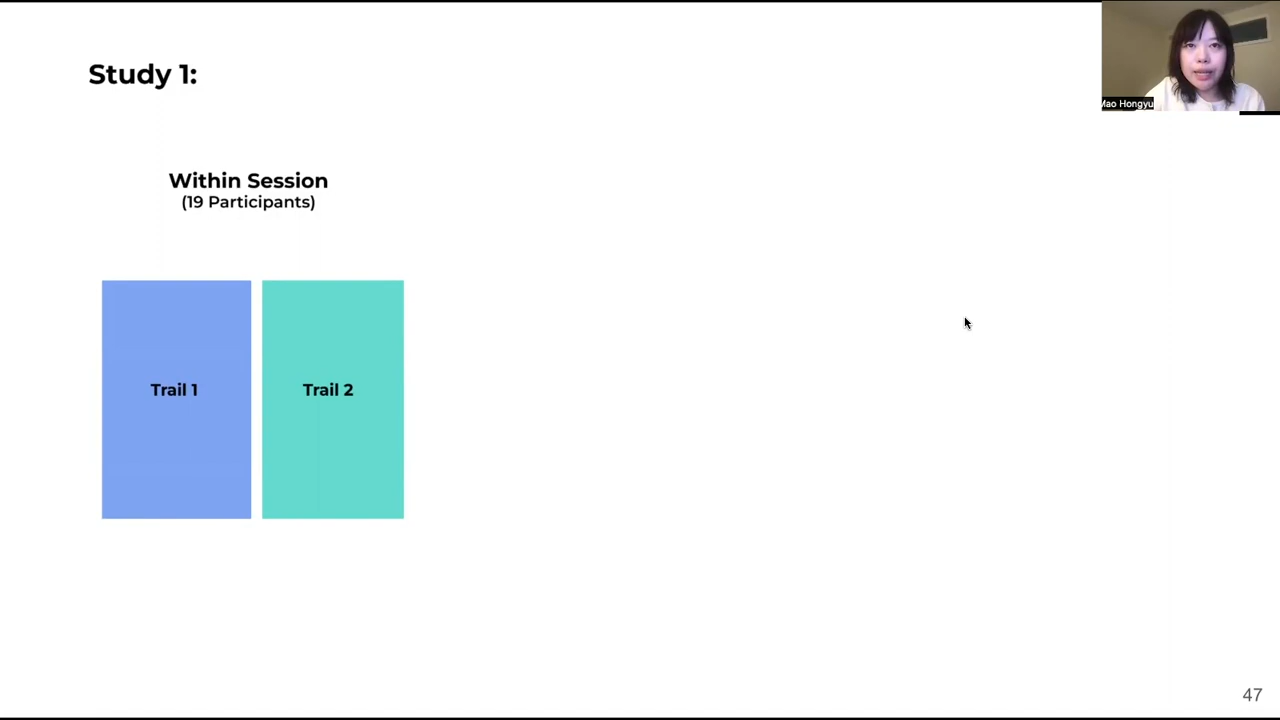 Study 1:
Mao Hongyu
Within Session
(19 Participants)
Trail 1
Trail 2
47